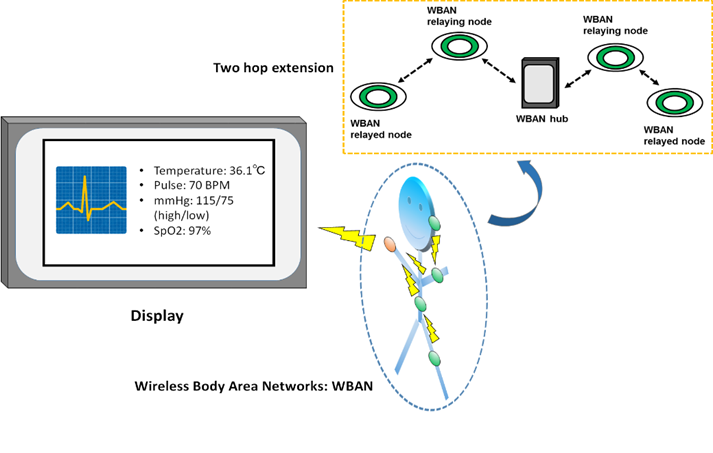 WBAN
relaying node
WBAN
relaying node
Two hop extension
WBAN
relayed node
WBAN hub
WBAN
relayed node
• Temperature: 36.1℃
• Pulse: 70 BPM
• mmHg: 115/75
(high/low)
• SpO2: 97%
Display
Wireless Body Area Networks: WBAN